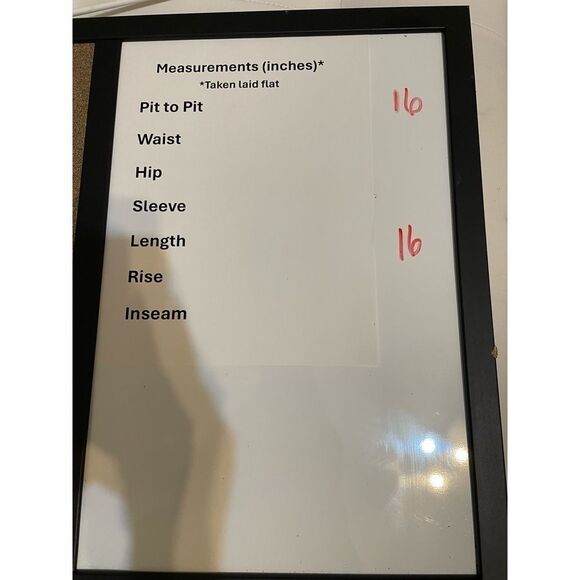 Measurements (inches)*
*Taken laid flat
Pit to Pit 16
Waist
Hip
Sleeve
Length 16
Rise
Inseam